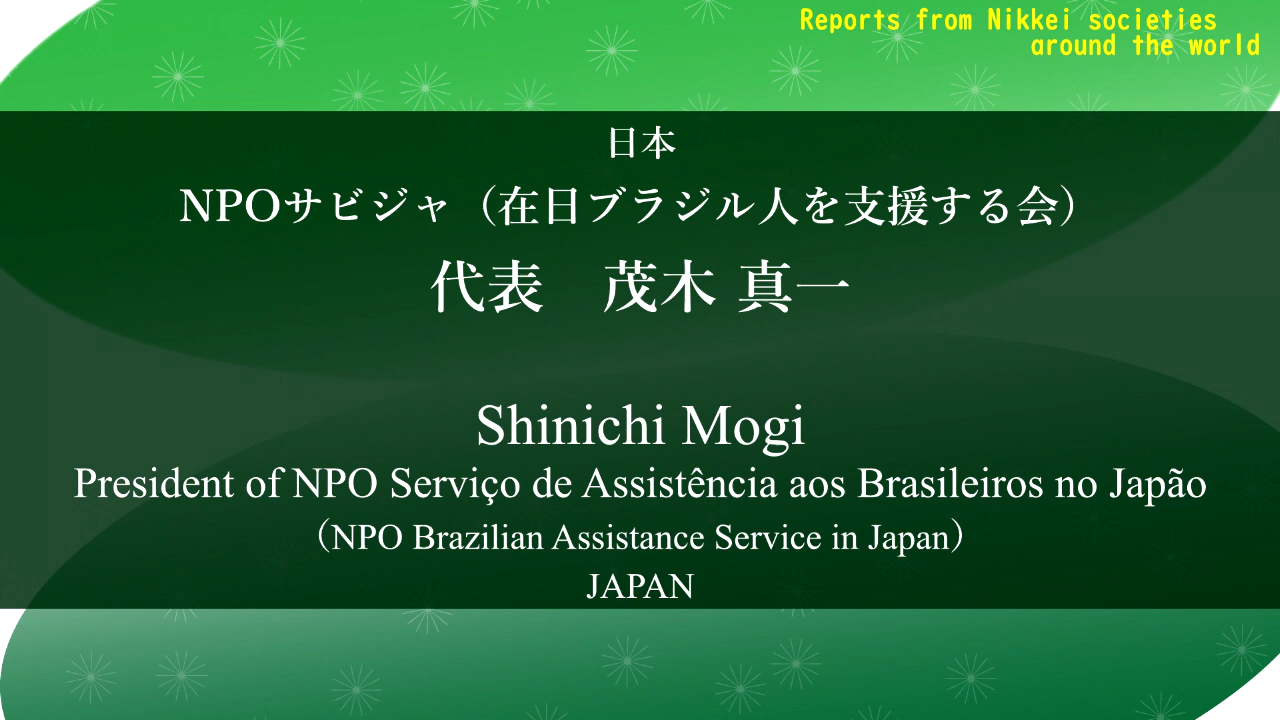 Reports from Nikkei societies
around the world
日本
NPOサビジャ（在日ブラジル人を支援する会）
代表　茂木 真一
Shinichi Mogi
President of NPO Serviço de Assistência aos Brasileiros no Japão
（NPO Brazilian Assistance Service in Japan）
JAPAN